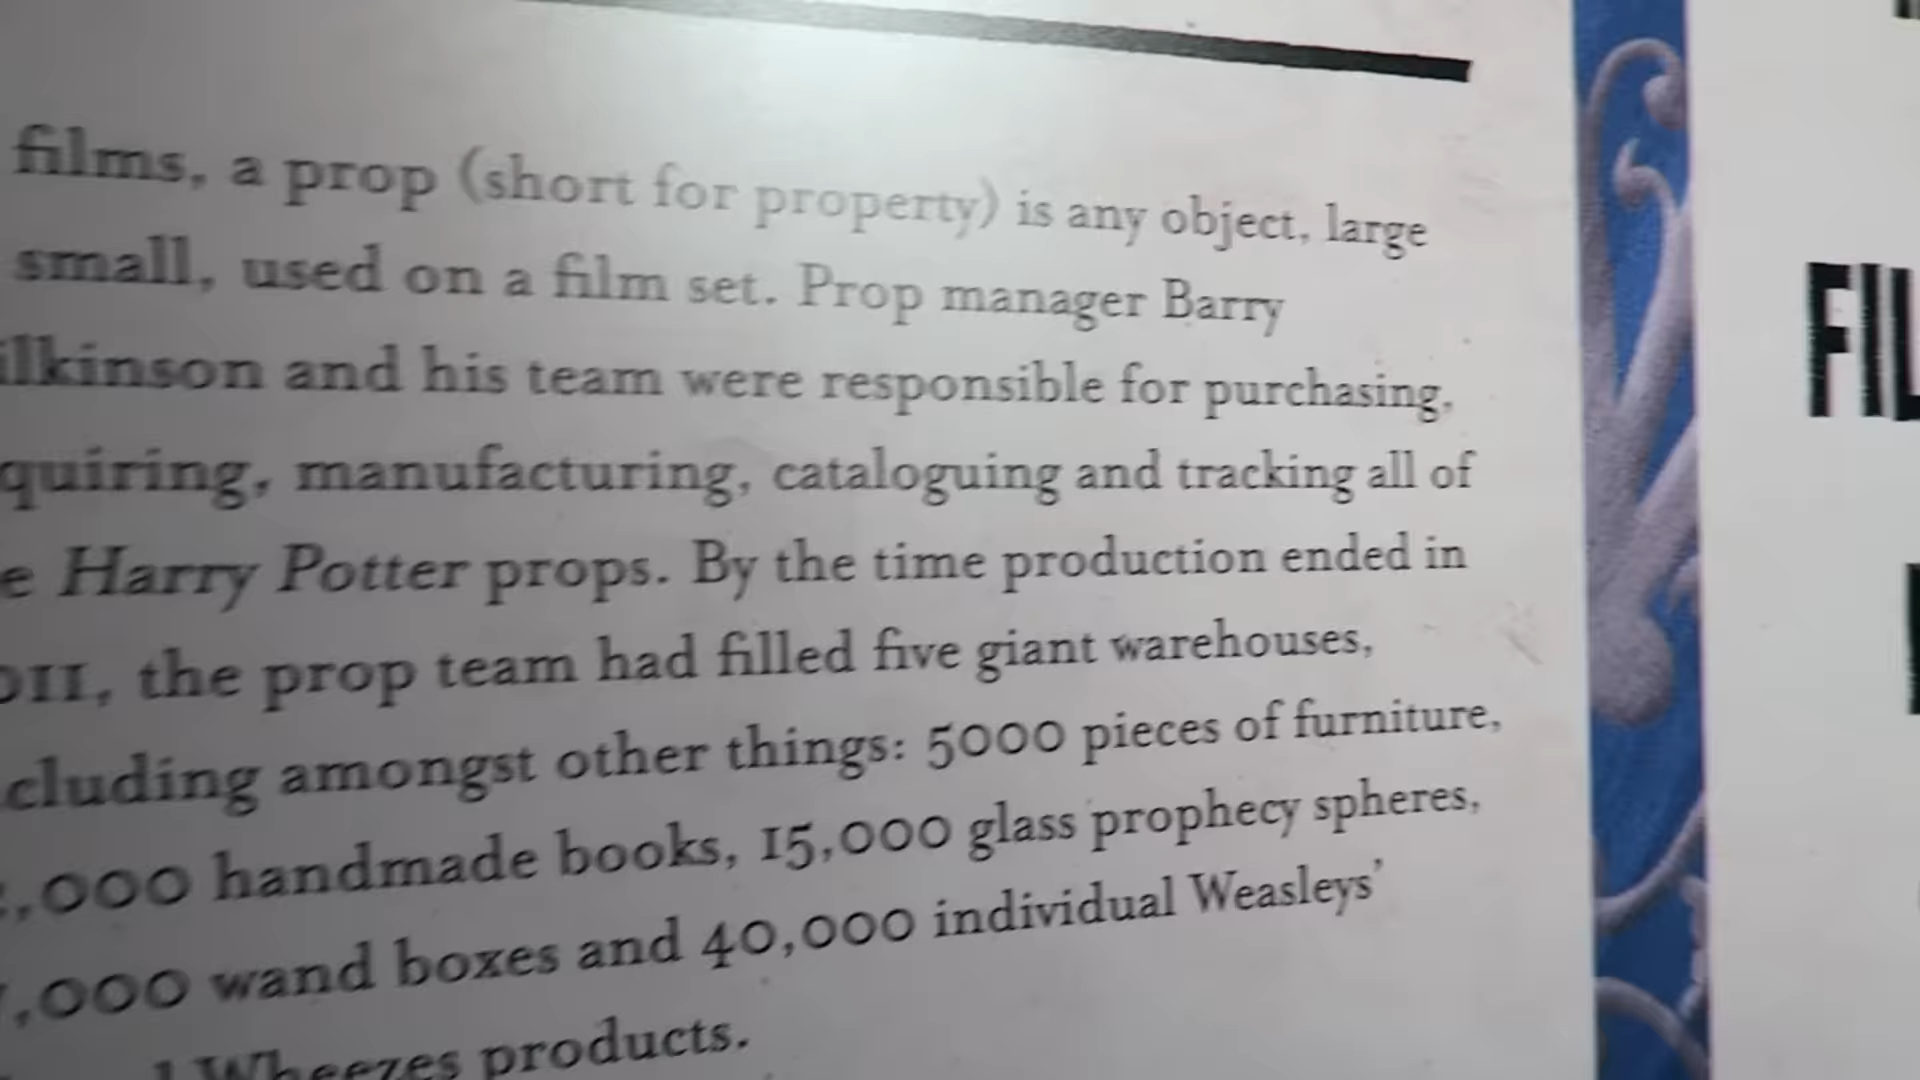 films, a prop (short for property) is any object, large
small, used on a film set. Prop manager Barry
ilkinson and his team were responsible for purchasing,
quiring, manufacturing, cataloguing and tracking all of
e Harry Potter props. By the time production ended in
011, the prop team had filled five giant warehouses,
cluding amongst other things: 5000 pieces of furniture,
,000 handmade books, 15,000 glass prophecy spheres,
,000 wand boxes and 40,000 individual Weasleys'
Wheezes products.
FIL